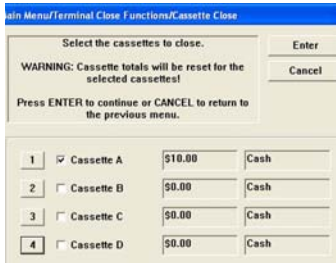 ain Menu/Terminal Close Functions/Cassette Close
Select the cassettes to close.
WARNING: Cassette totals will be reset for the
selected cassettes!
Press ENTER to continue or CANCEL to return to
the previous menu.
Enter
Cancel
1 Cassette A $10.00 Cash
2 Cassette B $0.00 Cash
3 Cassette C $0.00 Cash
4 Cassette D $0.00 Cash